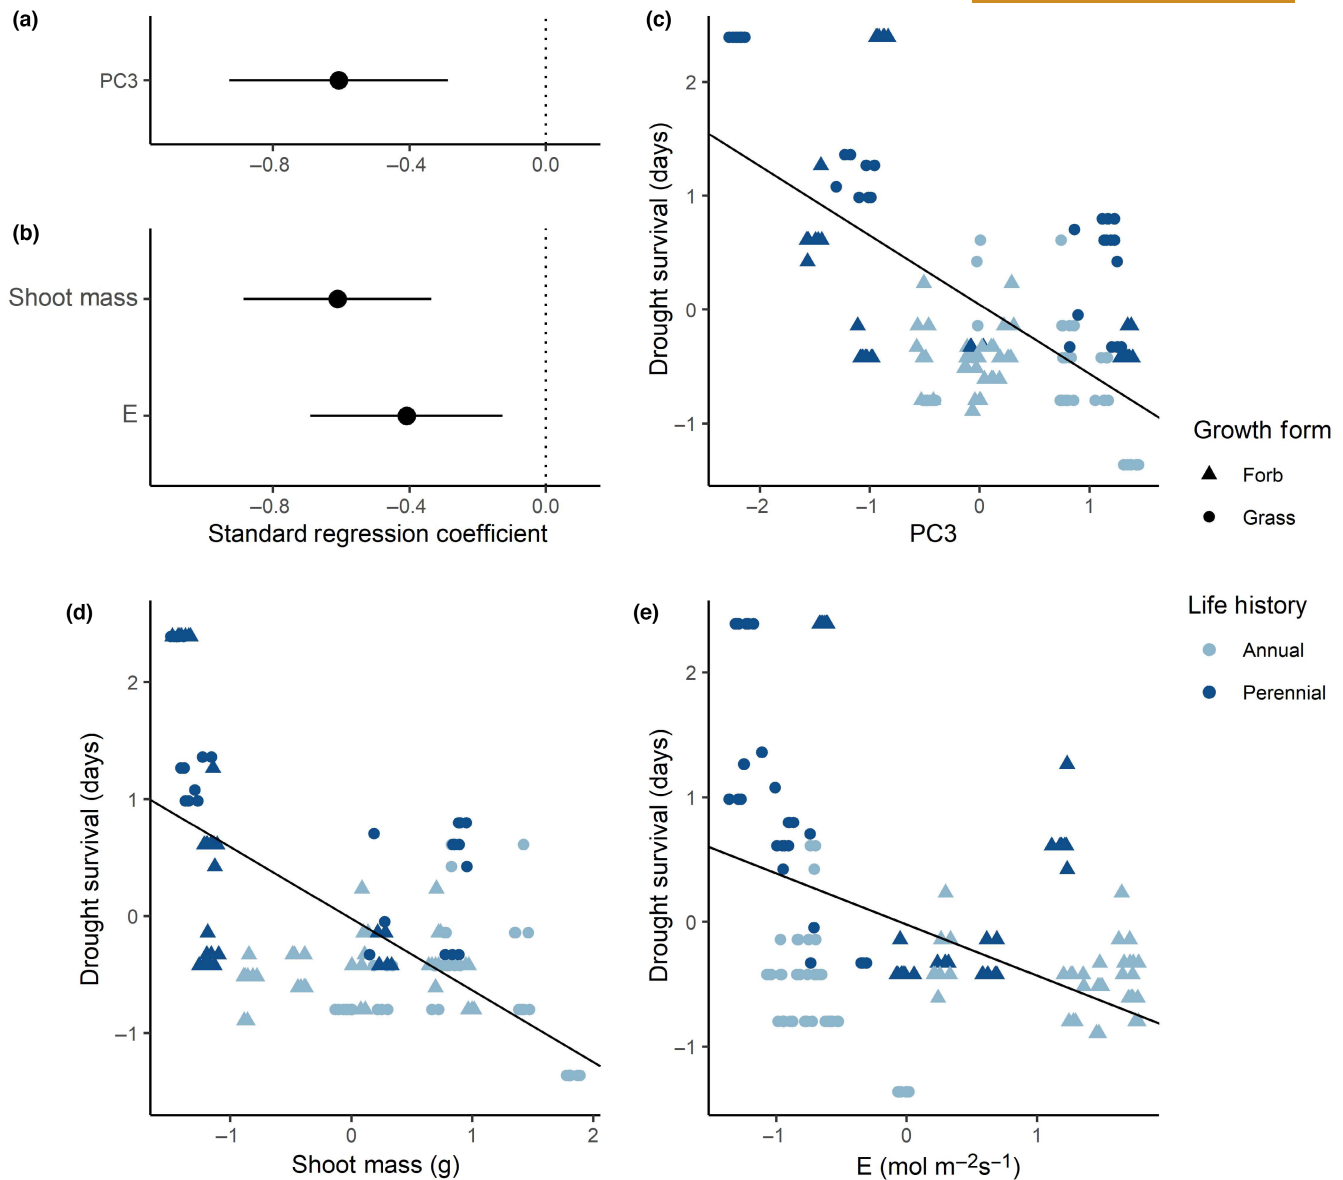 (a)
PC3
−0.8
−0.4
0.0
(b)
Shoot mass
E
−0.8
−0.4
0.0
Standard regression coefficient
(c)
Drought survival (days)
2
1
0
−1
−2
−1
0
1
PC3
Growth form
Forb
Grass
Life history
Annual
Perennial
(d)
Drought survival (days)
2
1
0
−1
−1
0
1
2
Shoot mass (g)
(e)
Drought survival (days)
2
1
0
−1
−1
0
1
E (mol m⁻²s⁻¹)